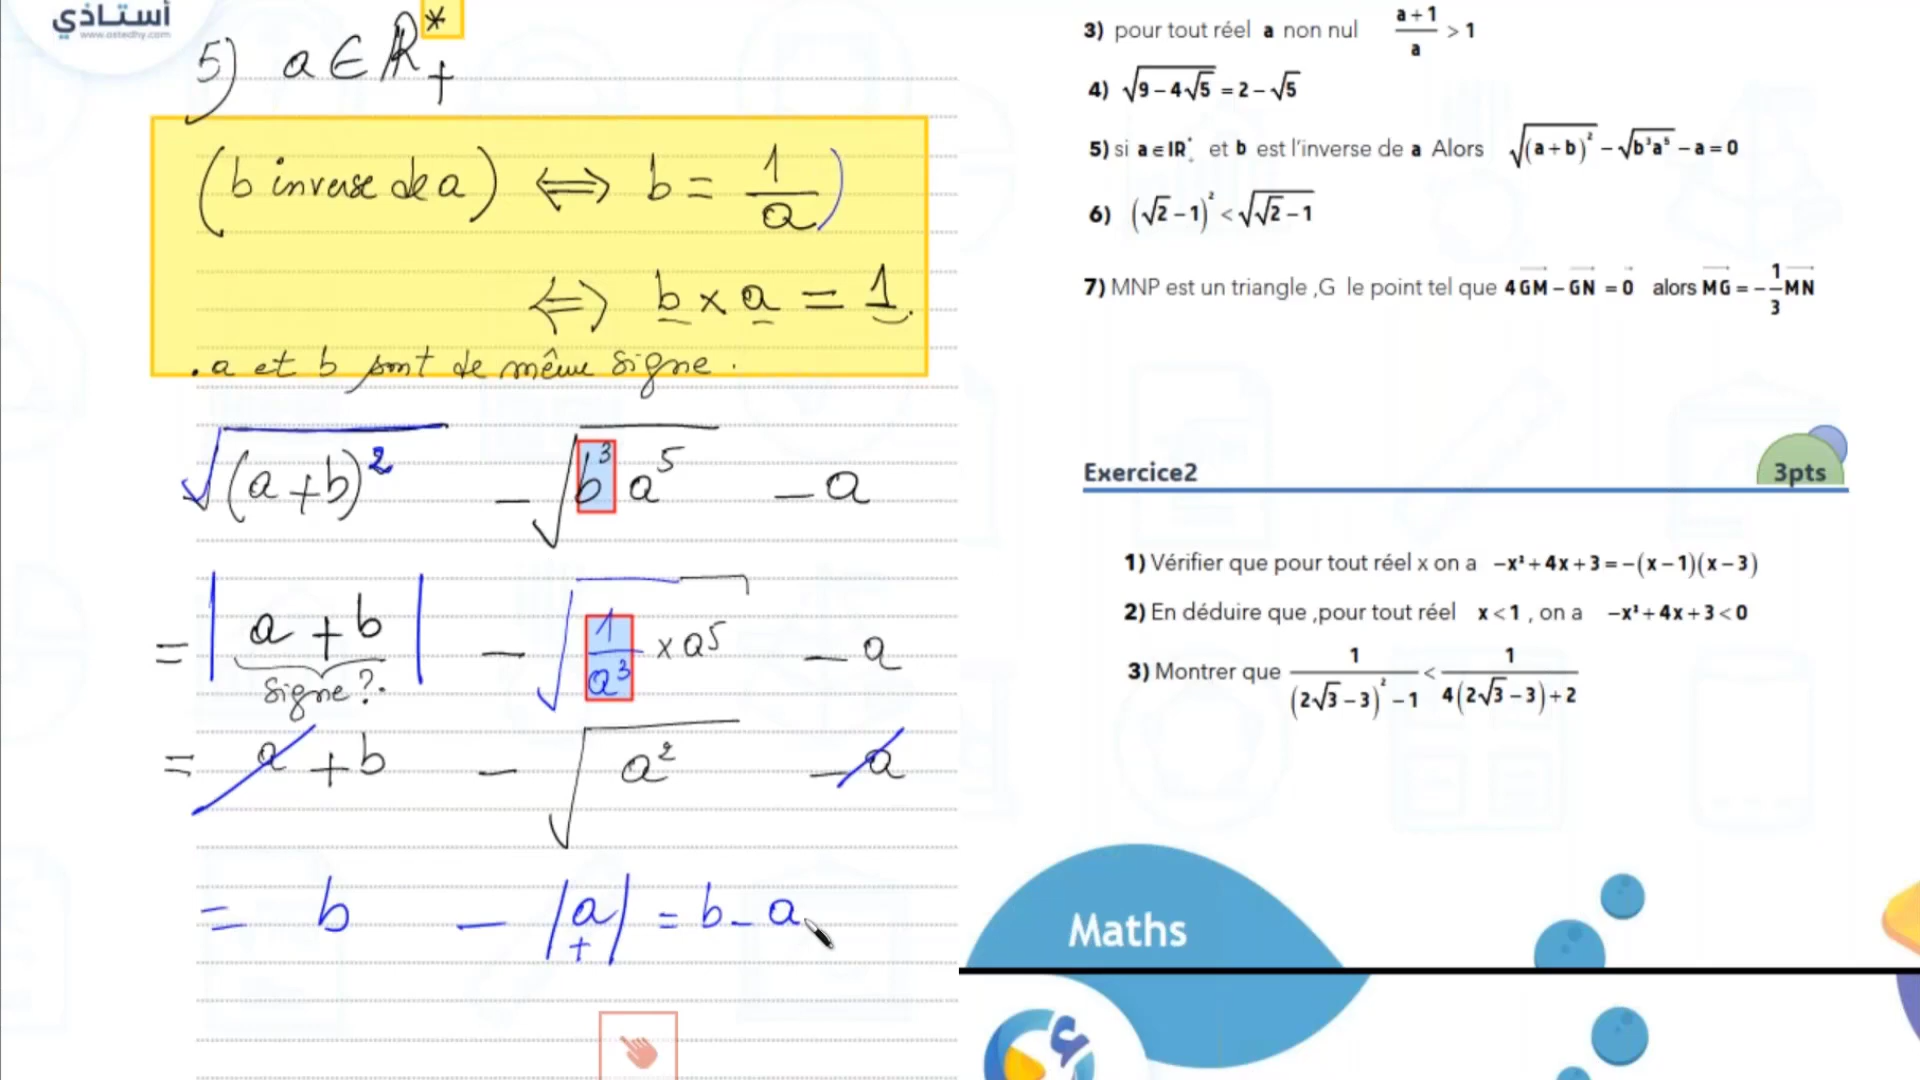 أستاذي
www.ostedhy.com
5) a ∈ ℝ*₊
(b inverse de a) ⟺ b = 1/a)
⟺ b × a = 1.
. a et b sont de même signe.
√(a+b)² − √b³a⁵ − a
= |a + b| − √1/a³ × a⁵ − a
signe?.
= a + b − √a² − a
= b − |a| = b − a
+
3) pour tout réel a non nul (a+1)/a > 1
4) √(9 − 4√5) = 2 − √5
5) si a ∈ IR*₊ et b est l'inverse de a Alors √(a+b)² − √b³a⁵ − a = 0
6) (√2 − 1)² < √(√2 − 1)
7) MNP est un triangle ,G le point tel que 4GM − GN = 0 alors MG = −1/3 MN
Exercice2
3pts
1) Vérifier que pour tout réel x on a −x² + 4x + 3 = −(x − 1)(x − 3)
2) En déduire que ,pour tout réel x < 1 , on a −x² + 4x + 3 < 0
3) Montrer que 1/((2√3 − 3)² − 1) < 1/(4(2√3 − 3) + 2)
Maths